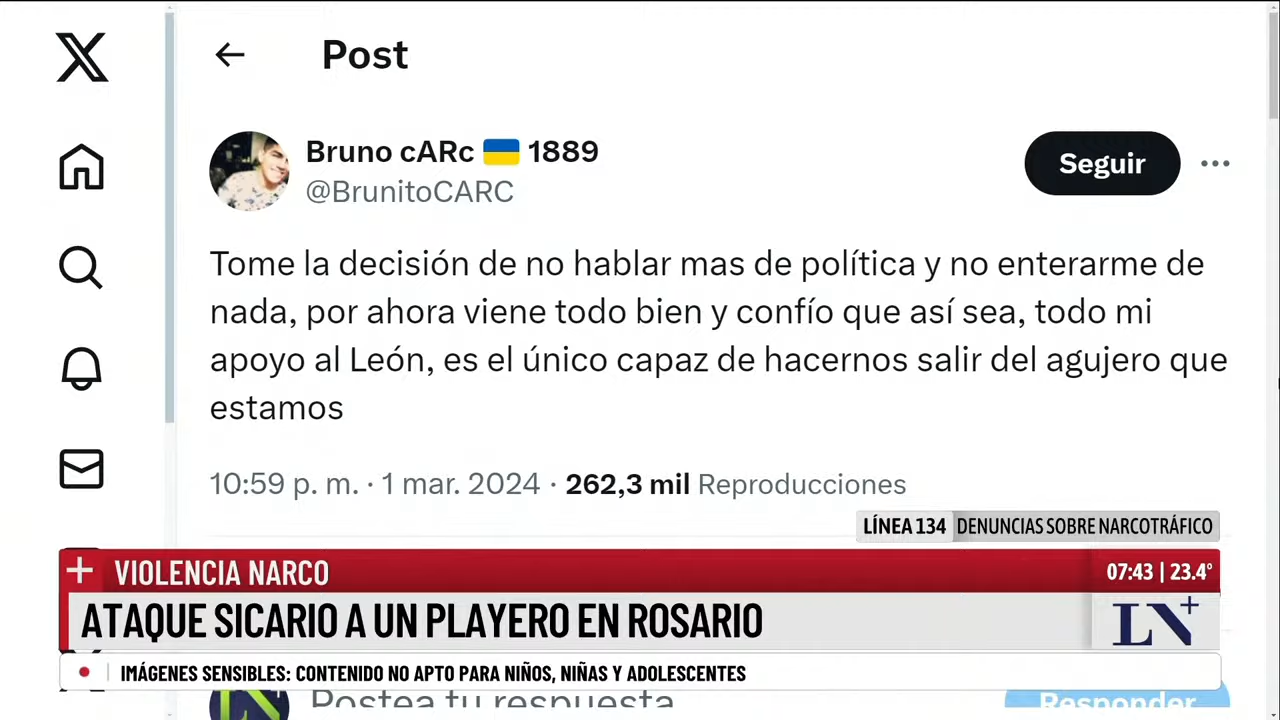 Post
Bruno cARc 🇺🇦 1889
@BrunitoCARC
Seguir
Tome la decisión de no hablar mas de política y no enterarme de
nada, por ahora viene todo bien y confío que así sea, todo mi
apoyo al León, es el único capaz de hacernos salir del agujero que
estamos
10:59 p. m. · 1 mar. 2024 · 262,3 mil Reproducciones
LÍNEA 134 DENUNCIAS SOBRE NARCOTRÁFICO
VIOLENCIA NARCO
07:43 | 23.4°
ATAQUE SICARIO A UN PLAYERO EN ROSARIO
LN+
IMÁGENES SENSIBLES: CONTENIDO NO APTO PARA NIÑOS, NIÑAS Y ADOLESCENTES
Postea tu respuesta
Responder